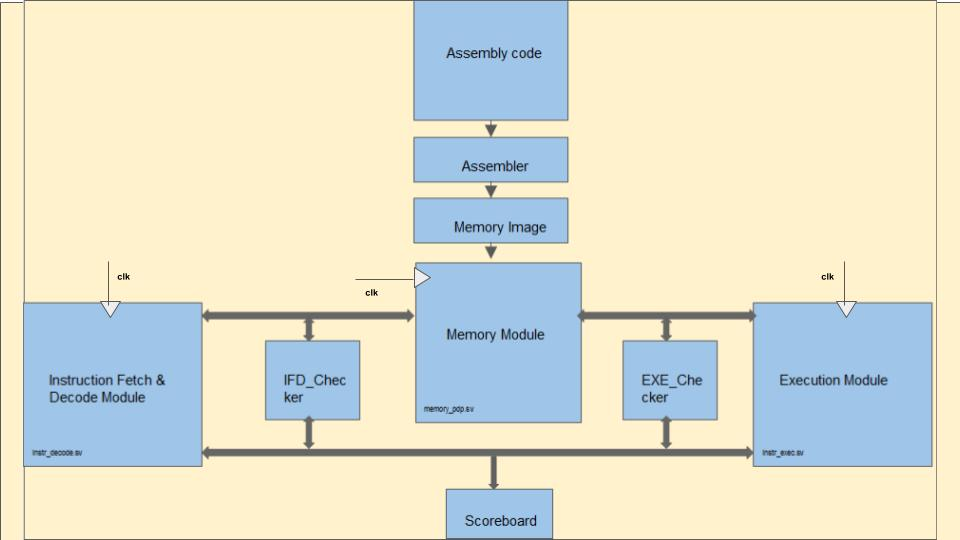 Assembly code
Assembler
Memory Image
clk
clk
clk
Memory Module
memory_pdp.sv
Instruction Fetch &
Decode Module
instr_decode.sv
IFD_Chec
ker
EXE_Che
cker
Execution Module
instr_exec.sv
Scoreboard